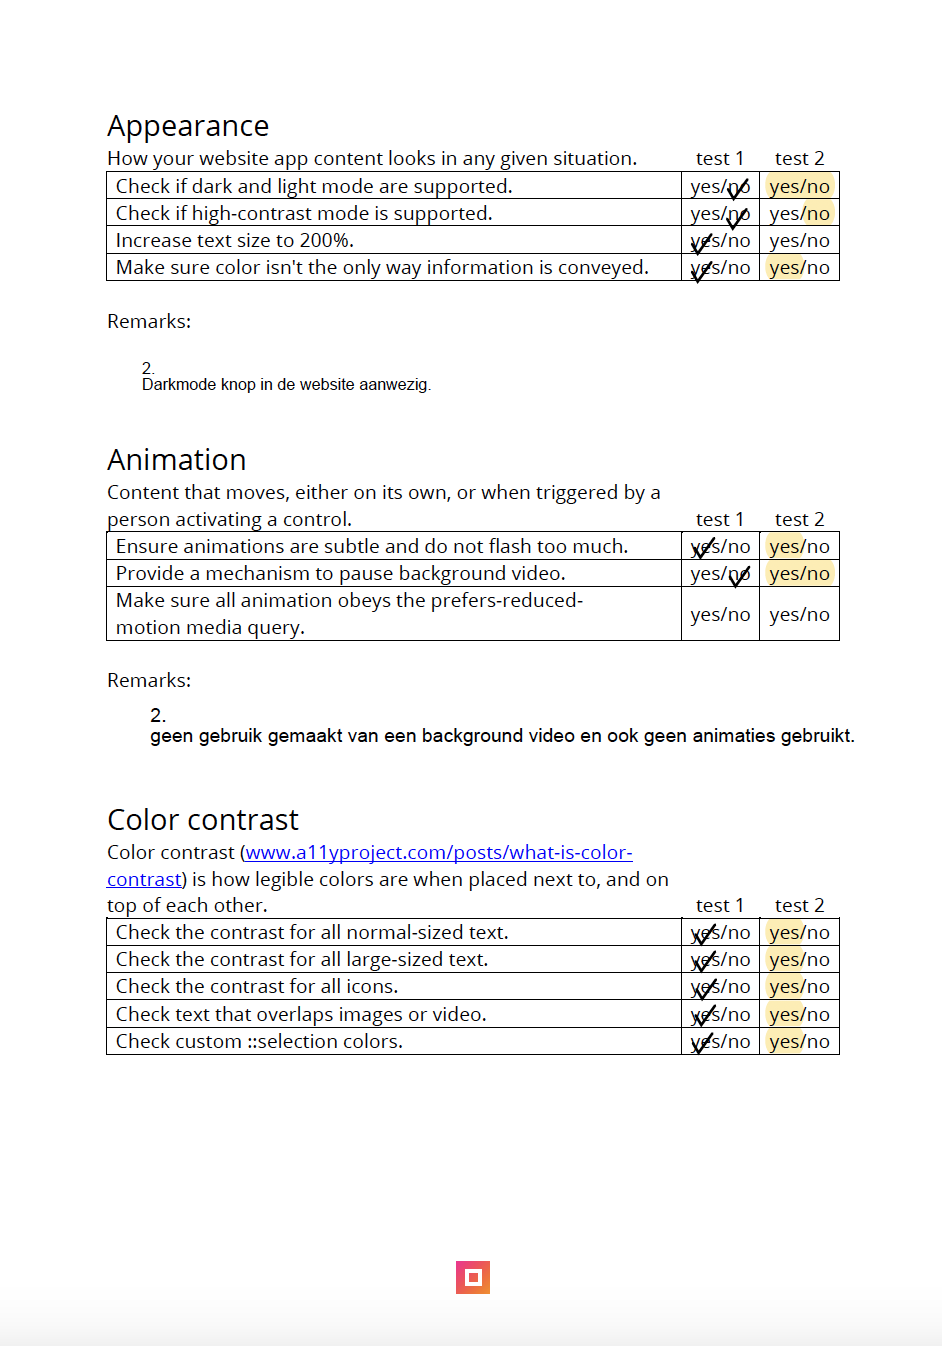 Appearance
How your website app content looks in any given situation. test 1 test 2
Check if dark and light mode are supported. yes/no yes/no
Check if high-contrast mode is supported. yes/no yes/no
Increase text size to 200%. yes/no yes/no
Make sure color isn't the only way information is conveyed. yes/no yes/no
Remarks:
2.
Darkmode knop in de website aanwezig.
Animation
Content that moves, either on its own, or when triggered by a
person activating a control. test 1 test 2
Ensure animations are subtle and do not flash too much. yes/no yes/no
Provide a mechanism to pause background video. yes/no yes/no
Make sure all animation obeys the prefers-reduced-
motion media query. yes/no yes/no
Remarks:
2.
geen gebruik gemaakt van een background video en ook geen animaties gebruikt.
Color contrast
Color contrast (www.a11yproject.com/posts/what-is-color-
contrast) is how legible colors are when placed next to, and on
top of each other. test 1 test 2
Check the contrast for all normal-sized text. yes/no yes/no
Check the contrast for all large-sized text. yes/no yes/no
Check the contrast for all icons. yes/no yes/no
Check text that overlaps images or video. yes/no yes/no
Check custom ::selection colors. yes/no yes/no